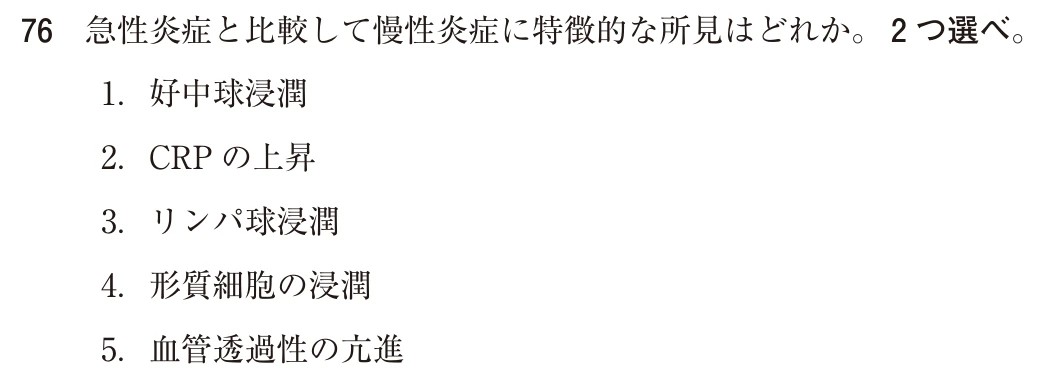 76 急性炎症と比較して慢性炎症に特徴的な所見はどれか。2つ選べ。
1. 好中球浸潤
2. CRPの上昇
3. リンパ球浸潤
4. 形質細胞の浸潤
5. 血管透過性の亢進